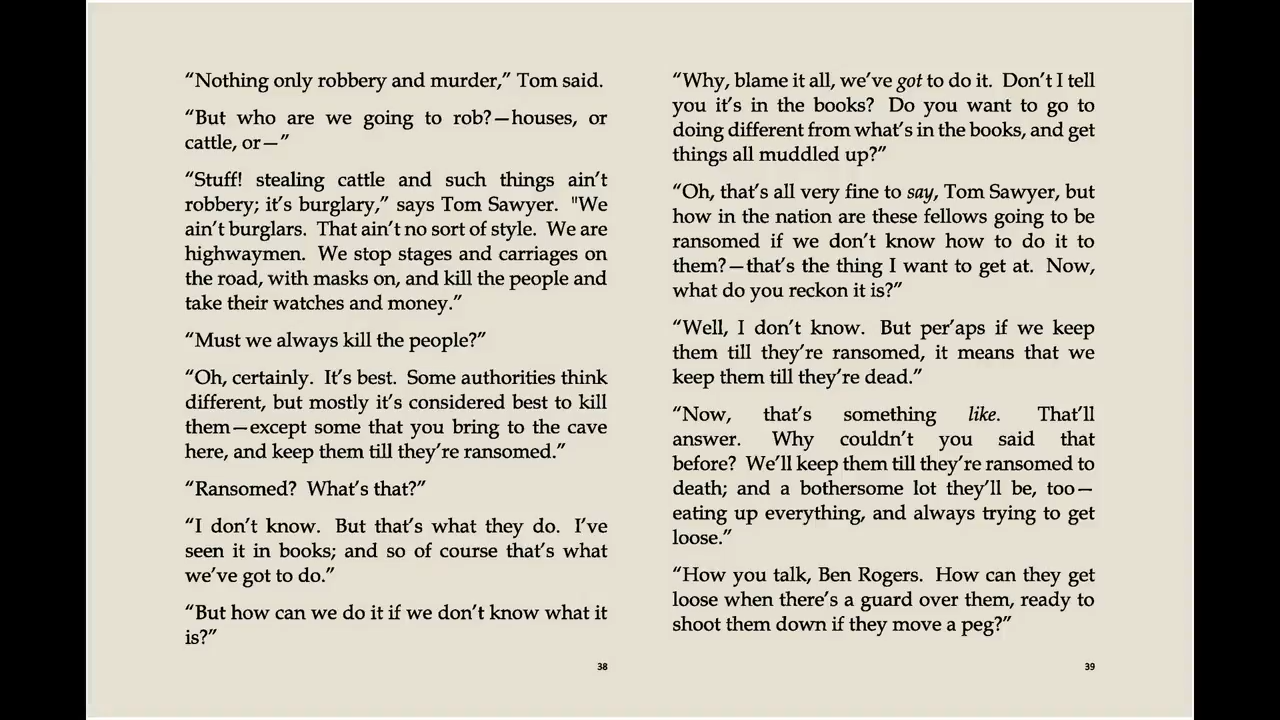 “Nothing only robbery and murder,” Tom said.
“But who are we going to rob?—houses, or
cattle, or—”
“Stuff! stealing cattle and such things ain’t
robbery; it’s burglary,” says Tom Sawyer. "We
ain’t burglars. That ain’t no sort of style. We are
highwaymen. We stop stages and carriages on
the road, with masks on, and kill the people and
take their watches and money.”
“Must we always kill the people?”
“Oh, certainly. It’s best. Some authorities think
different, but mostly it’s considered best to kill
them—except some that you bring to the cave
here, and keep them till they’re ransomed.”
“Ransomed? What’s that?”
“I don’t know. But that’s what they do. I’ve
seen it in books; and so of course that’s what
we’ve got to do.”
“But how can we do it if we don’t know what it
is?”
38
“Why, blame it all, we’ve got to do it. Don’t I tell
you it’s in the books? Do you want to go to
doing different from what’s in the books, and get
things all muddled up?”
“Oh, that’s all very fine to say, Tom Sawyer, but
how in the nation are these fellows going to be
ransomed if we don’t know how to do it to
them?—that’s the thing I want to get at. Now,
what do you reckon it is?”
“Well, I don’t know. But per’aps if we keep
them till they’re ransomed, it means that we
keep them till they’re dead.”
“Now, that’s something like. That’ll
answer. Why couldn’t you said that
before? We’ll keep them till they’re ransomed to
death; and a bothersome lot they’ll be, too—
eating up everything, and always trying to get
loose.”
“How you talk, Ben Rogers. How can they get
loose when there’s a guard over them, ready to
shoot them down if they move a peg?”
39